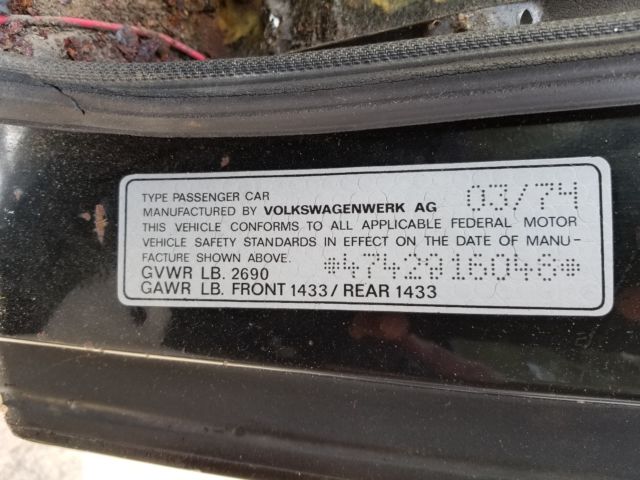 TYPE PASSENGER CAR 03/74
MANUFACTURED BY VOLKSWAGENWERK AG
THIS VEHICLE CONFORMS TO ALL APPLICABLE FEDERAL MOTOR
VEHICLE SAFETY STANDARDS IN EFFECT ON THE DATE OF MANU-
FACTURE SHOWN ABOVE. *4742816046*
GVWR LB. 2690
GAWR LB. FRONT 1433 / REAR 1433